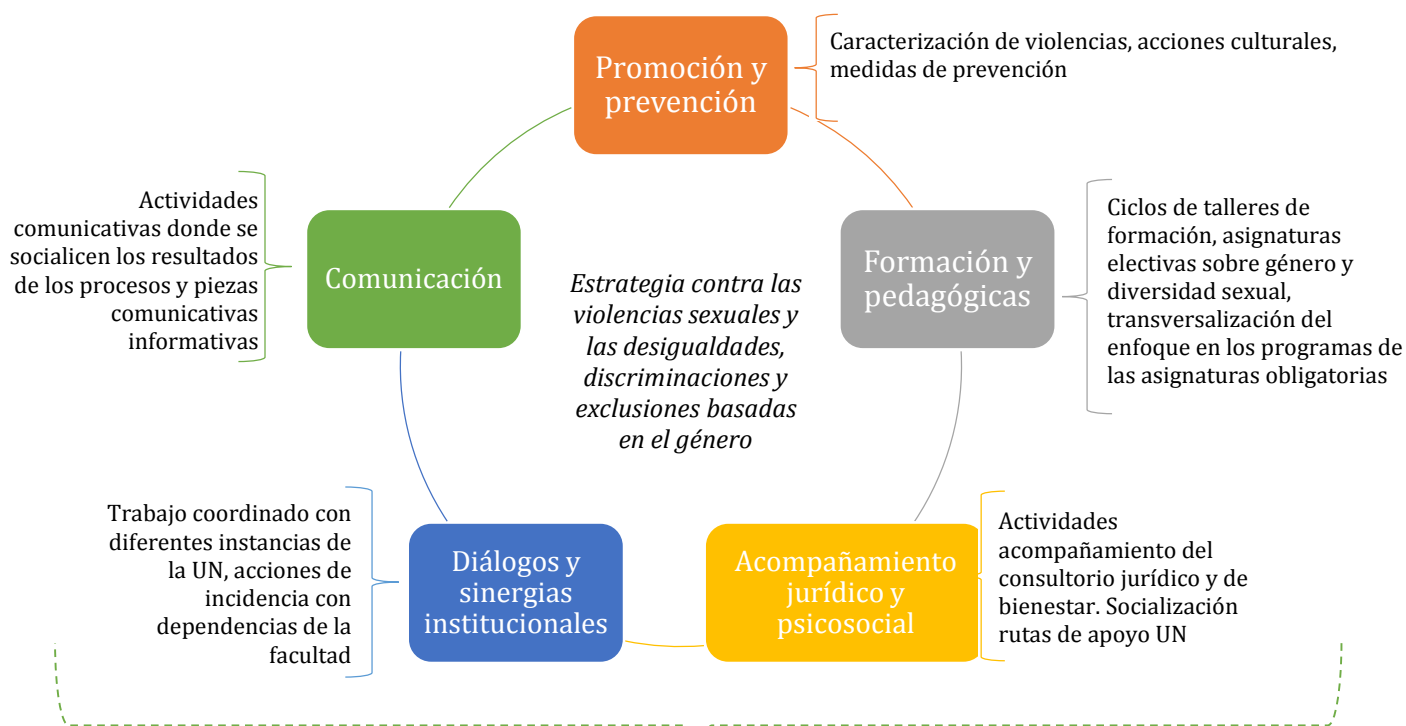 Promoción y
prevención
Caracterización de violencias, acciones culturales,
medidas de prevención
Formación y
pedagógicas
Ciclos de talleres de
formación, asignaturas
electivas sobre género y
diversidad sexual,
transversalización del
enfoque en los programas de
las asignaturas obligatorias
Acompañamiento
jurídico y
psicosocial
Actividades
acompañamiento del
consultorio jurídico y de
bienestar. Socialización
rutas de apoyo UN
Diálogos y
sinergias
institucionales
Trabajo coordinado con
diferentes instancias de
la UN, acciones de
incidencia con
dependencias de la
facultad
Comunicación
Actividades
comunicativas donde se
socialicen los resultados
de los procesos y piezas
comunicativas
informativas
Estrategia contra las
violencias sexuales y
las desigualdades,
discriminaciones y
exclusiones basadas
en el género